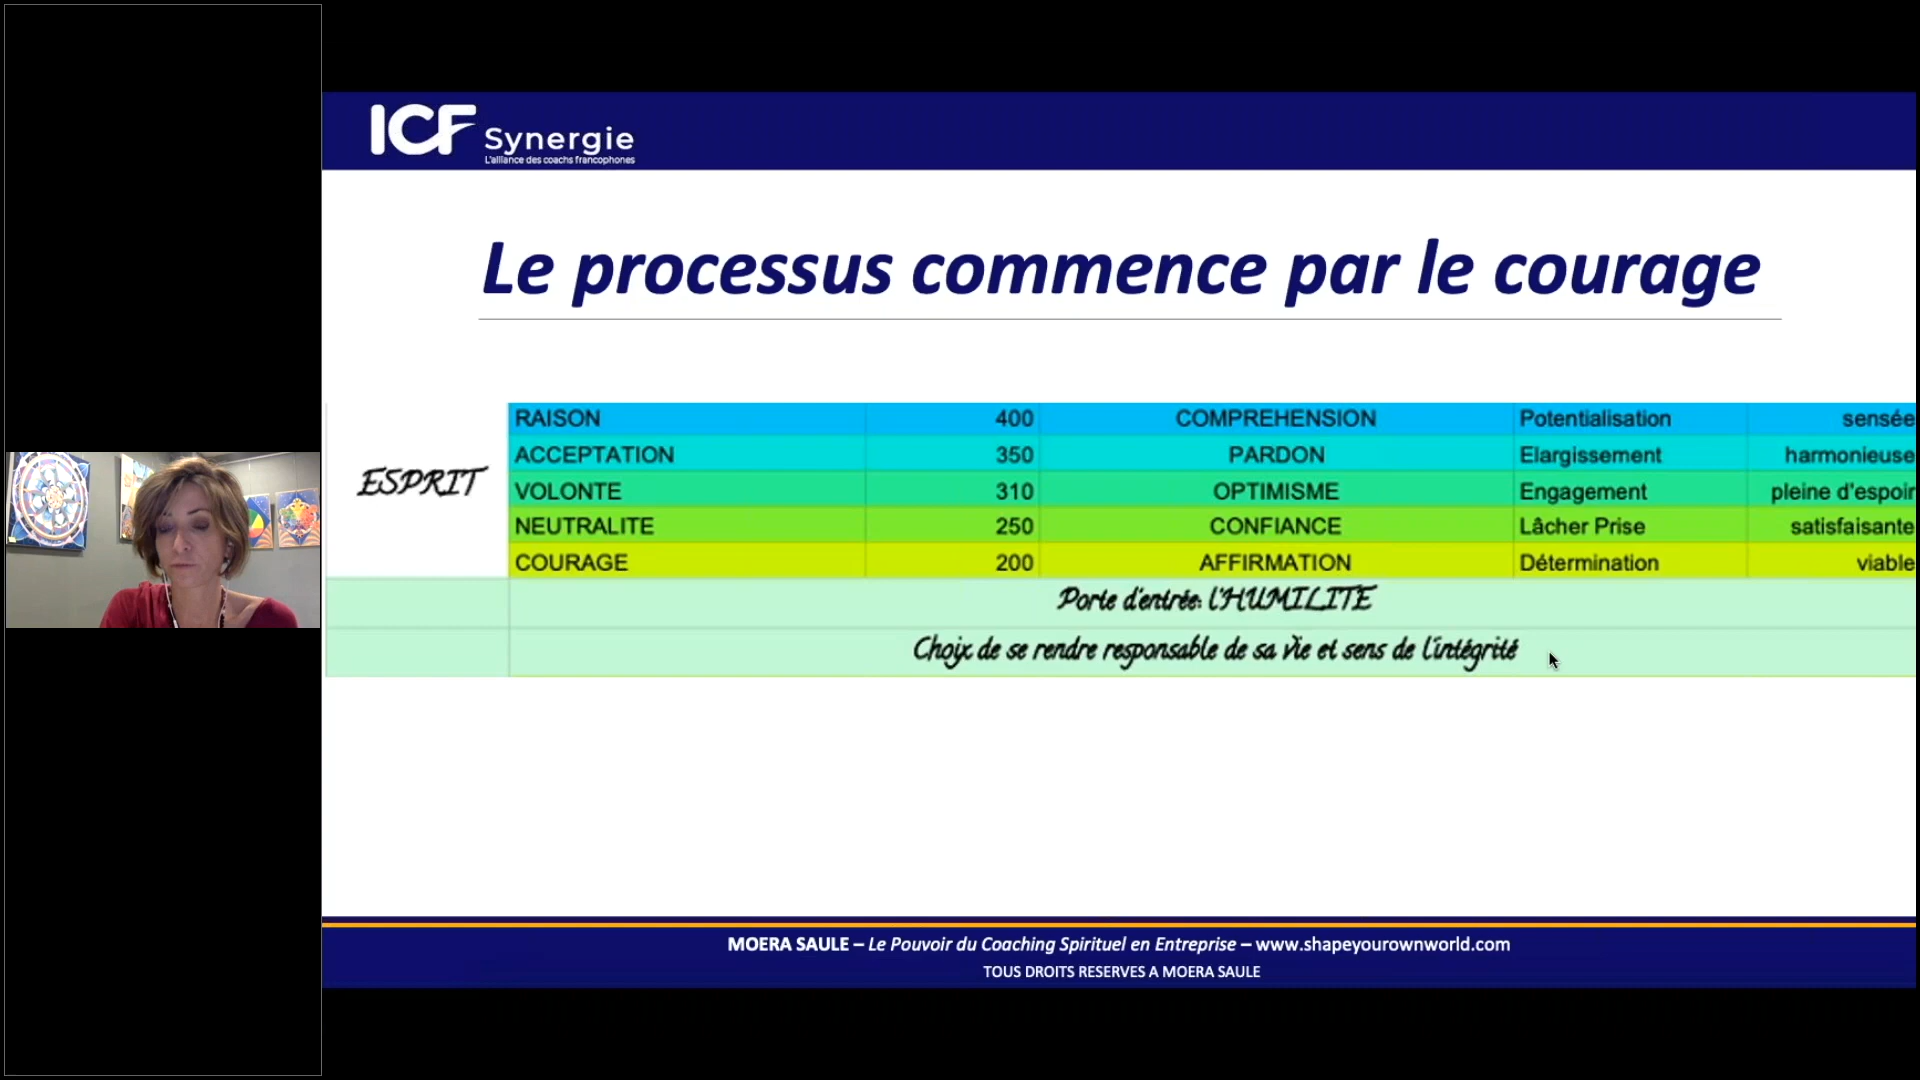 ICF Synergie
L'alliance des coachs francophones
Le processus commence par le courage
ESPRIT
RAISON 400 COMPREHENSION Potentialisation sensée
ACCEPTATION 350 PARDON Elargissement harmonieuse
VOLONTE 310 OPTIMISME Engagement pleine d'espoir
NEUTRALITE 250 CONFIANCE Lâcher Prise satisfaisante
COURAGE 200 AFFIRMATION Détermination viable
Porte d'entrée: l'HUMILITE
Choix de se rendre responsable de sa vie et sens de l'intégrité
MOERA SAULE – Le Pouvoir du Coaching Spirituel en Entreprise – www.shapeyourownworld.com
TOUS DROITS RESERVES A MOERA SAULE